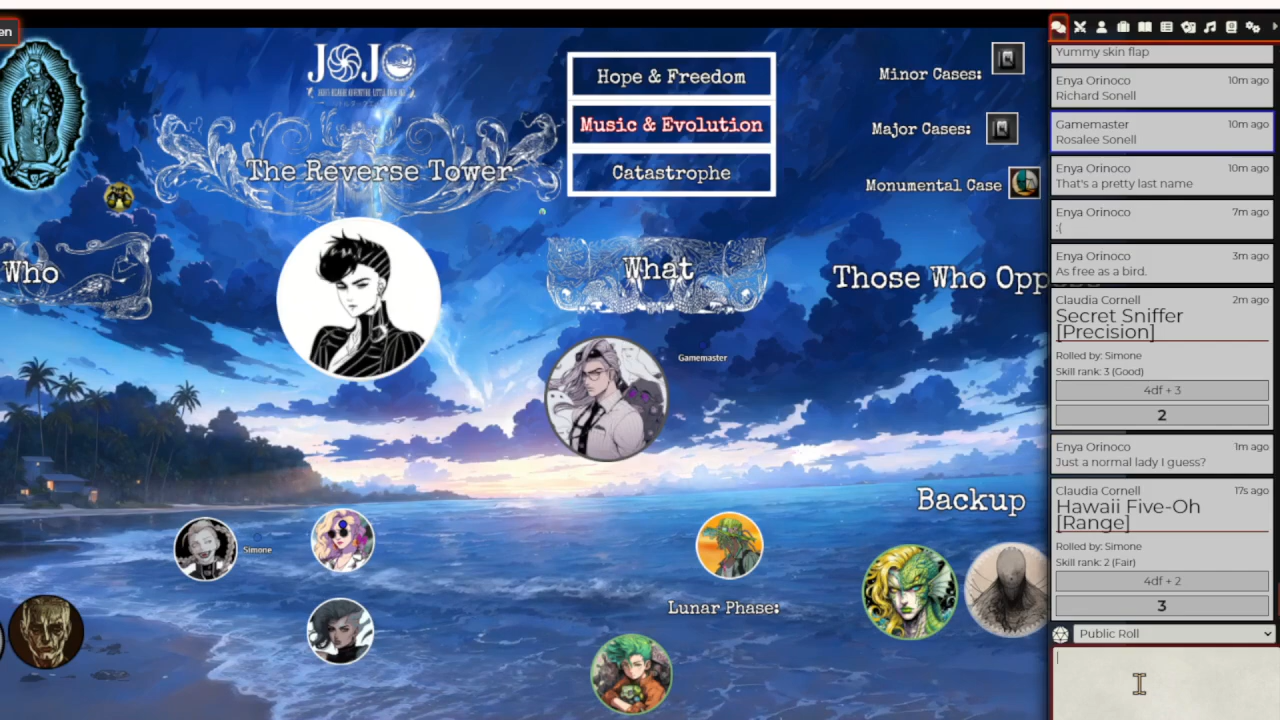 en
JOJO
The Reverse Tower
Who
Hope & Freedom
Music & Evolution
Catastrophe
Minor Cases:
Major Cases:
Monumental Case
What
Those Who Opp
Gamemaster
Simone
Backup
Lunar Phase:
Yummy skin flap
Enya Orinoco 10m ago
Richard Sonell
Gamemaster 10m ago
Rosalee Sonell
Enya Orinoco 10m ago
That's a pretty last name
Enya Orinoco 7m ago
:(
Enya Orinoco 3m ago
As free as a bird.
Claudia Cornell 2m ago
Secret Sniffer
[Precision]
Rolled by: Simone
Skill rank: 3 (Good)
4df + 3
2
Enya Orinoco 1m ago
Just a normal lady I guess?
Claudia Cornell 17s ago
Hawaii Five-Oh
[Range]
Rolled by: Simone
Skill rank: 2 (Fair)
4df + 2
3
Public Roll